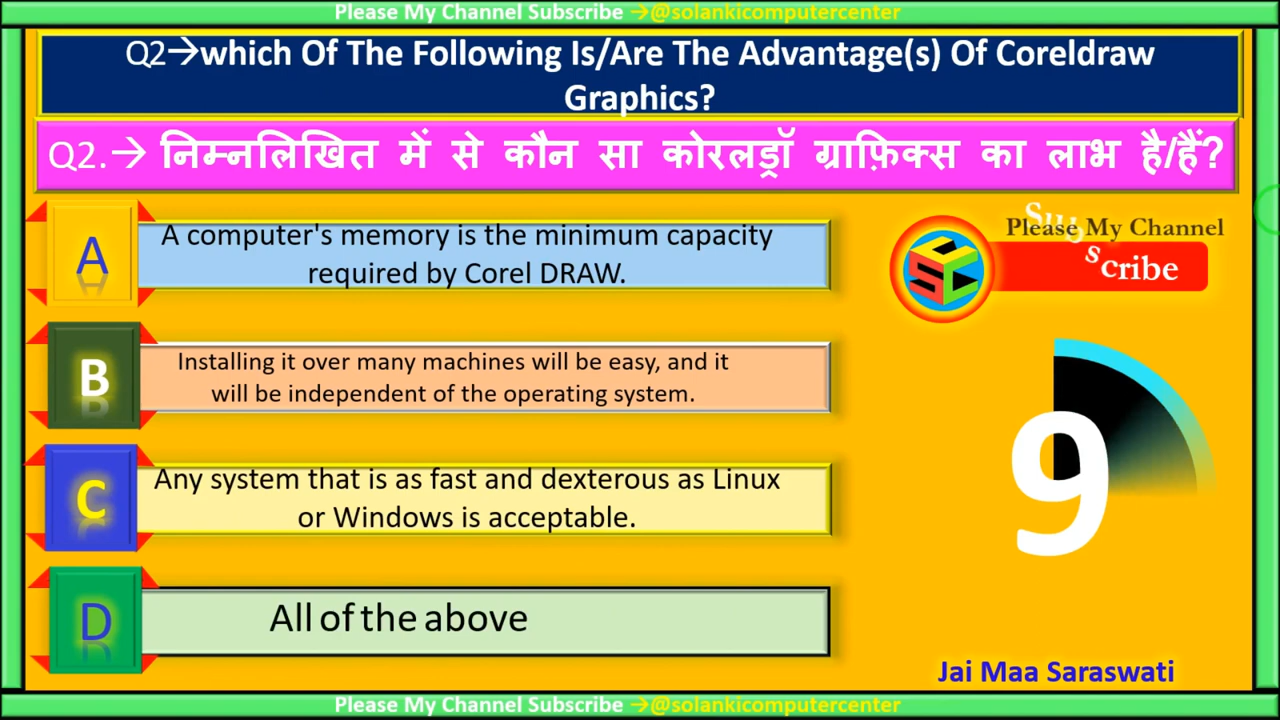 Please My Channel Subscribe →@solankicomputercenter
Q2→which Of The Following Is/Are The Advantage(s) Of Coreldraw
Graphics?
Q2.→ निम्नलिखित में से कौन सा कोरलड्रॉ ग्राफ़िक्स का लाभ है/हैं?
A
A computer's memory is the minimum capacity
required by Corel DRAW.
Please My Channel
Scribe
SCC
B
Installing it over many machines will be easy, and it
will be independent of the operating system.
9
C
Any system that is as fast and dexterous as Linux
or Windows is acceptable.
D
All of the above
Jai Maa Saraswati
Please My Channel Subscribe →@solankicomputercenter